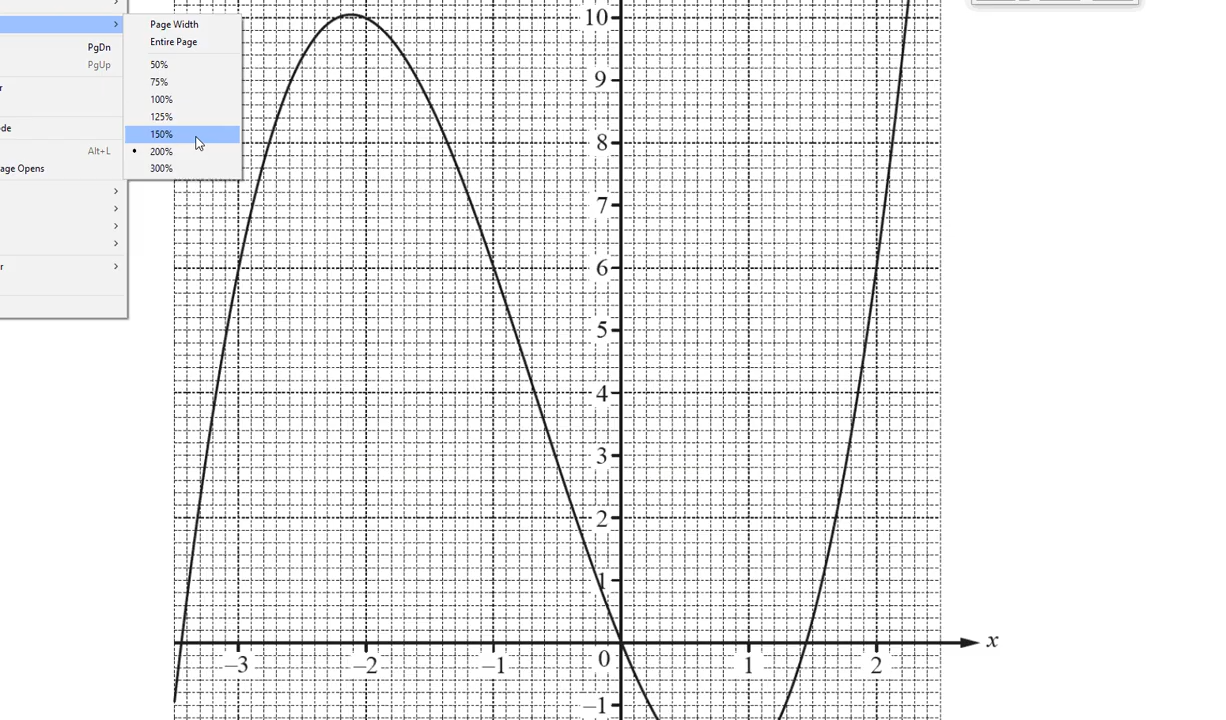 Page Width
Entire Page
PgDn
50%
PgUp
75%
r
100%
125%
de
150%
Alt+L
200%
age Opens
300%
r
10
9
8
7
6
5
4
3
2
1
–3
–2
–1
0
1
2
x
–1